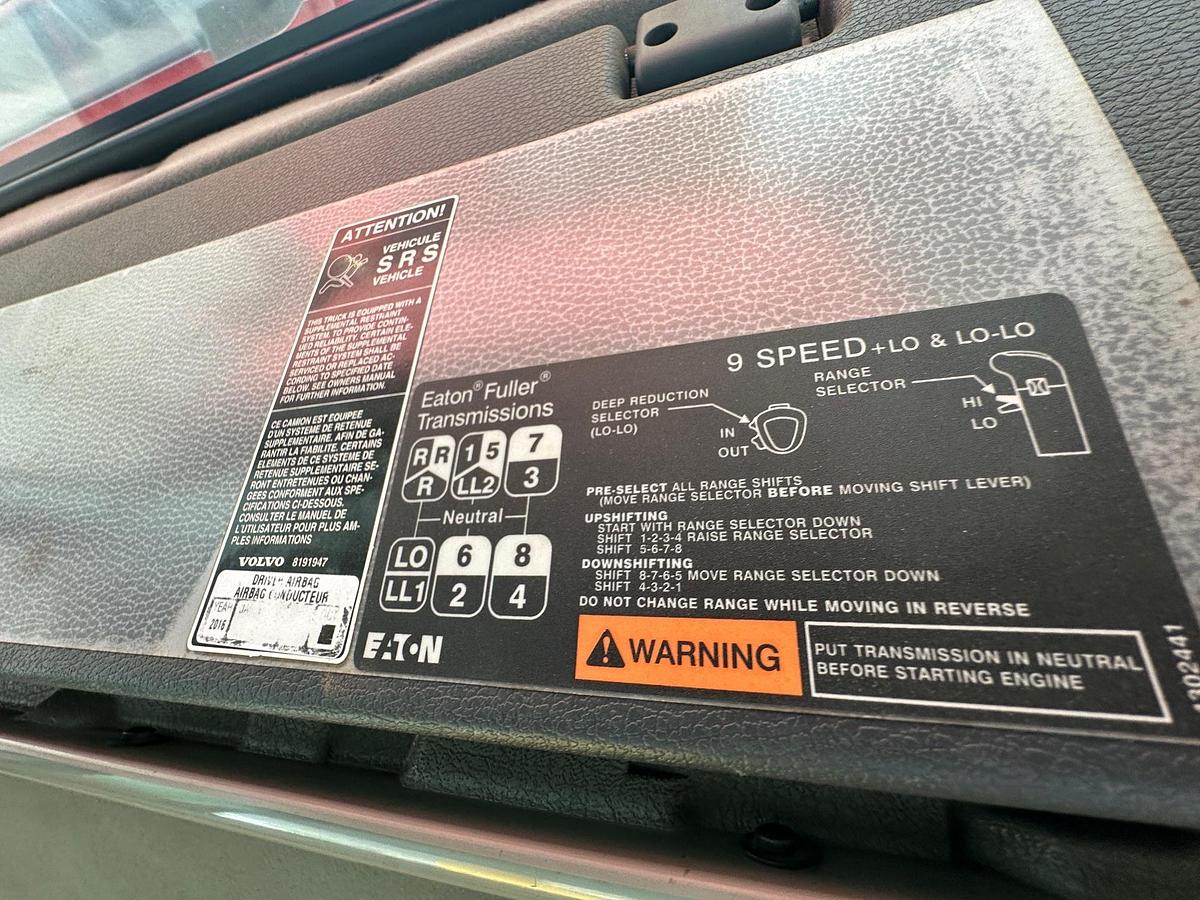 ATTENTION!
VEHICULE
SRS
VEHICLE
THIS TRUCK IS EQUIPPED WITH A
SUPPLEMENTAL RESTRAINT
SYSTEM. TO PROVIDE CONTIN-
UED RELIABILITY, CERTAIN ELE-
MENTS OF THE SUPPLEMENTAL
RESTRAINT SYSTEM SHALL BE
SERVICED OR REPLACED AC-
CORDING TO SPECIFIED DATE
BELOW. SEE OWNERS MANUAL
FOR FURTHER INFORMATION.
CE CAMION EST EQUIPEE
D'UN SYSTEME DE RETENUE
SUPPLEMENTAIRE. AFIN DE GA-
RANTIR LA FIABILITE, CERTAINS
ELEMENTS DE CE SYSTEME DE
RETENUE SUPPLEMENTAIRE SE-
RONT ENTRETENUES OU CHAN-
GEES CONFORMENT AUX SPE-
CIFICATIONS CI-DESSOUS.
CONSULTER LE MANUEL DE
L'UTILISATEUR POUR PLUS AM-
PLES INFORMATIONS
VOLVO 8191947
DRIVER AIRBAG
AIRBAG CONDUCTEUR
YEAR
2016
Eaton® Fuller®
Transmissions
R R 1 5 7
R LL2 3
Neutral
LO 6 8
LL1 2 4
EATON
9 SPEED +LO & LO-LO
DEEP REDUCTION
SELECTOR
(LO-LO)
IN
OUT
RANGE
SELECTOR
HI
LO
PRE-SELECT ALL RANGE SHIFTS
(MOVE RANGE SELECTOR BEFORE MOVING SHIFT LEVER)
UPSHIFTING
START WITH RANGE SELECTOR DOWN
SHIFT 1-2-3-4 RAISE RANGE SELECTOR
SHIFT 5-6-7-8
DOWNSHIFTING
SHIFT 8-7-6-5 MOVE RANGE SELECTOR DOWN
SHIFT 4-3-2-1
DO NOT CHANGE RANGE WHILE MOVING IN REVERSE
WARNING
PUT TRANSMISSION IN NEUTRAL
BEFORE STARTING ENGINE